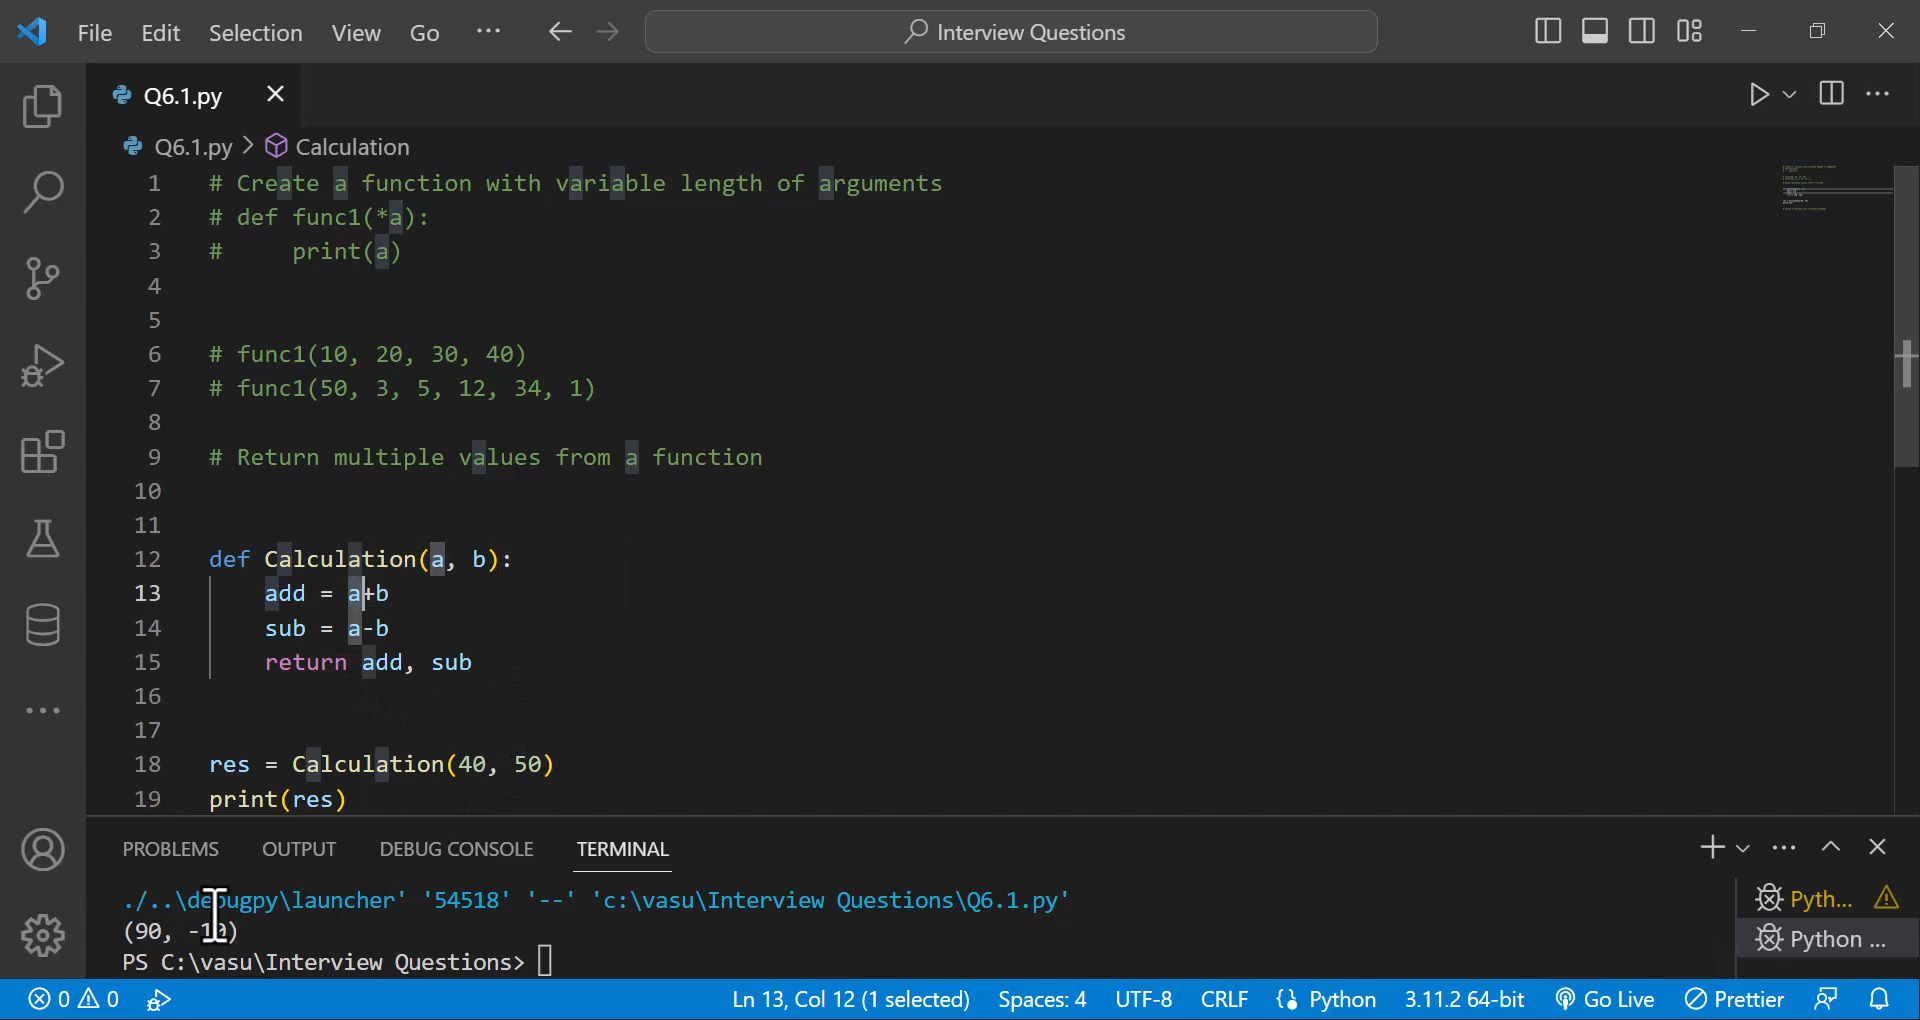 File Edit Selection View Go ··· Interview Questions
Q6.1.py
Q6.1.py > Calculation
1 # Create a function with variable length of arguments
2 # def func1(*a):
3 #     print(a)
4
5
6 # func1(10, 20, 30, 40)
7 # func1(50, 3, 5, 12, 34, 1)
8
9 # Return multiple values from a function
10
11
12 def Calculation(a, b):
13     add = a+b
14     sub = a-b
15     return add, sub
16
17
18 res = Calculation(40, 50)
19 print(res)
PROBLEMS OUTPUT DEBUG CONSOLE TERMINAL
./..\debugpy\launcher' '54518' '--' 'c:\vasu\Interview Questions\Q6.1.py'
(90, -10)
PS C:\vasu\Interview Questions>
Pyth...
Python ...
0 0 Ln 13, Col 12 (1 selected) Spaces: 4 UTF-8 CRLF Python 3.11.2 64-bit Go Live Prettier